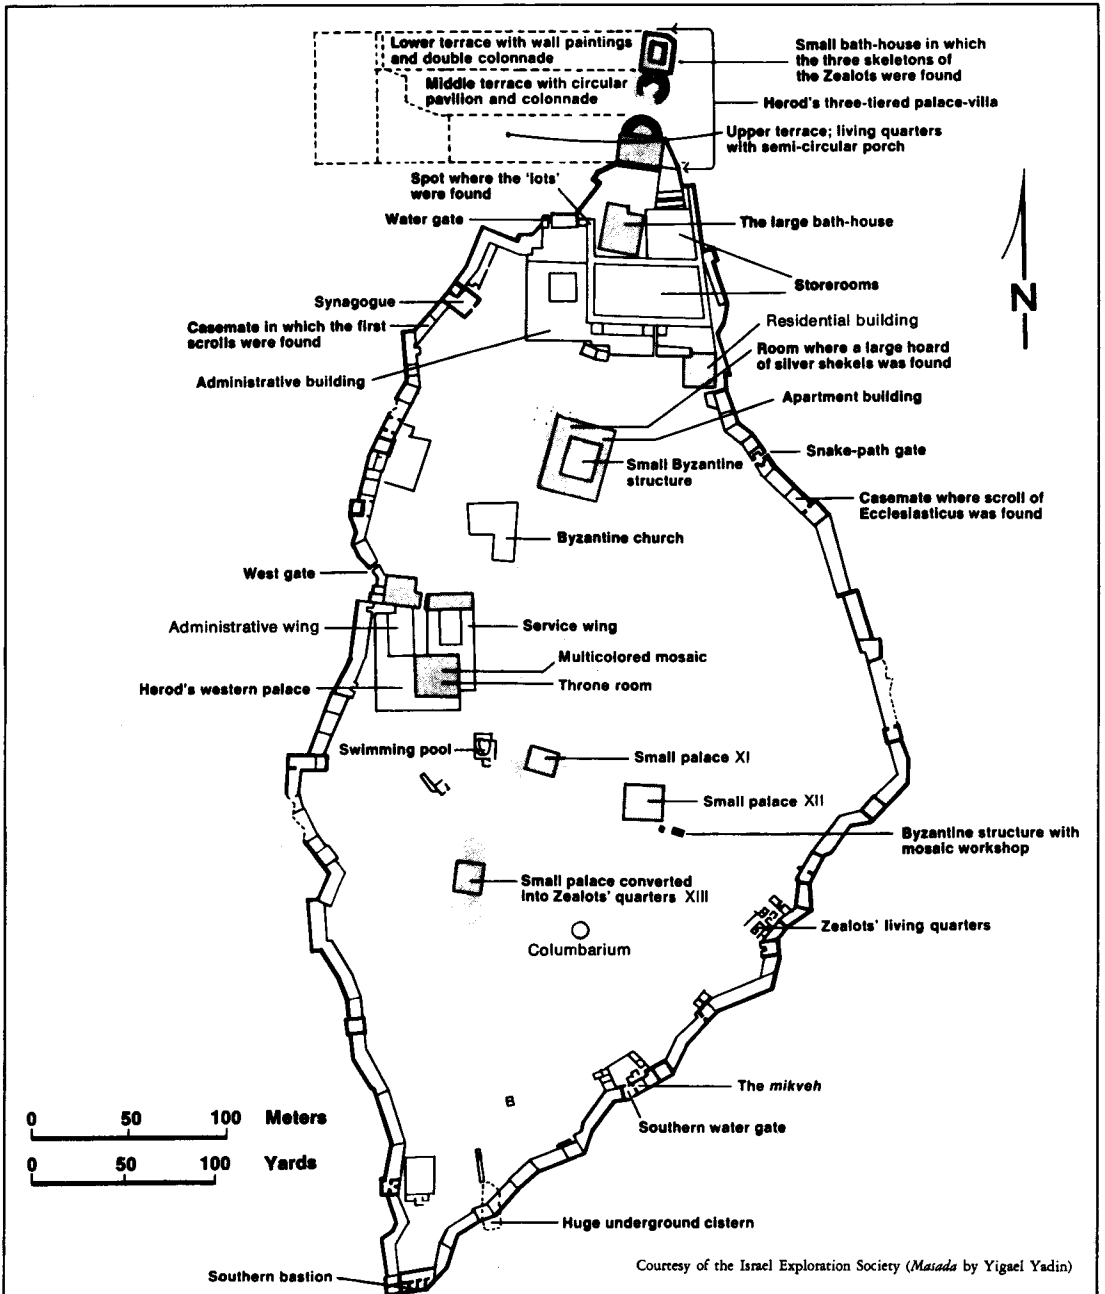 Lower terrace with wall paintings
and double colonnade
Small bath-house in which
the three skeletons of
the Zealots were found
Middle terrace with circular
pavilion and colonnade
Herod's three-tiered palace-villa
Upper terrace; living quarters
with semi-circular porch
Spot where the 'lots'
were found
Water gate
The large bath-house
Storerooms
N
Synagogue
Casemate in which the first
scrolls were found
Residential building
Room where a large hoard
of silver shekels was found
Administrative building
Apartment building
Snake-path gate
Small Byzantine
structure
Casemate where scroll of
Ecclesiasticus was found
Byzantine church
West gate
Administrative wing
Service wing
Multicolored mosaic
Herod's western palace
Throne room
Swimming pool
Small palace XI
Small palace XII
Byzantine structure with
mosaic workshop
Small palace converted
into Zealots' quarters XIII
Zealots' living quarters
Columbarium
The mikveh
Southern water gate
0 50 100 Meters
0 50 100 Yards
Huge underground cistern
Southern bastion
Courtesy of the Israel Exploration Society (Masada by Yigael Yadin)